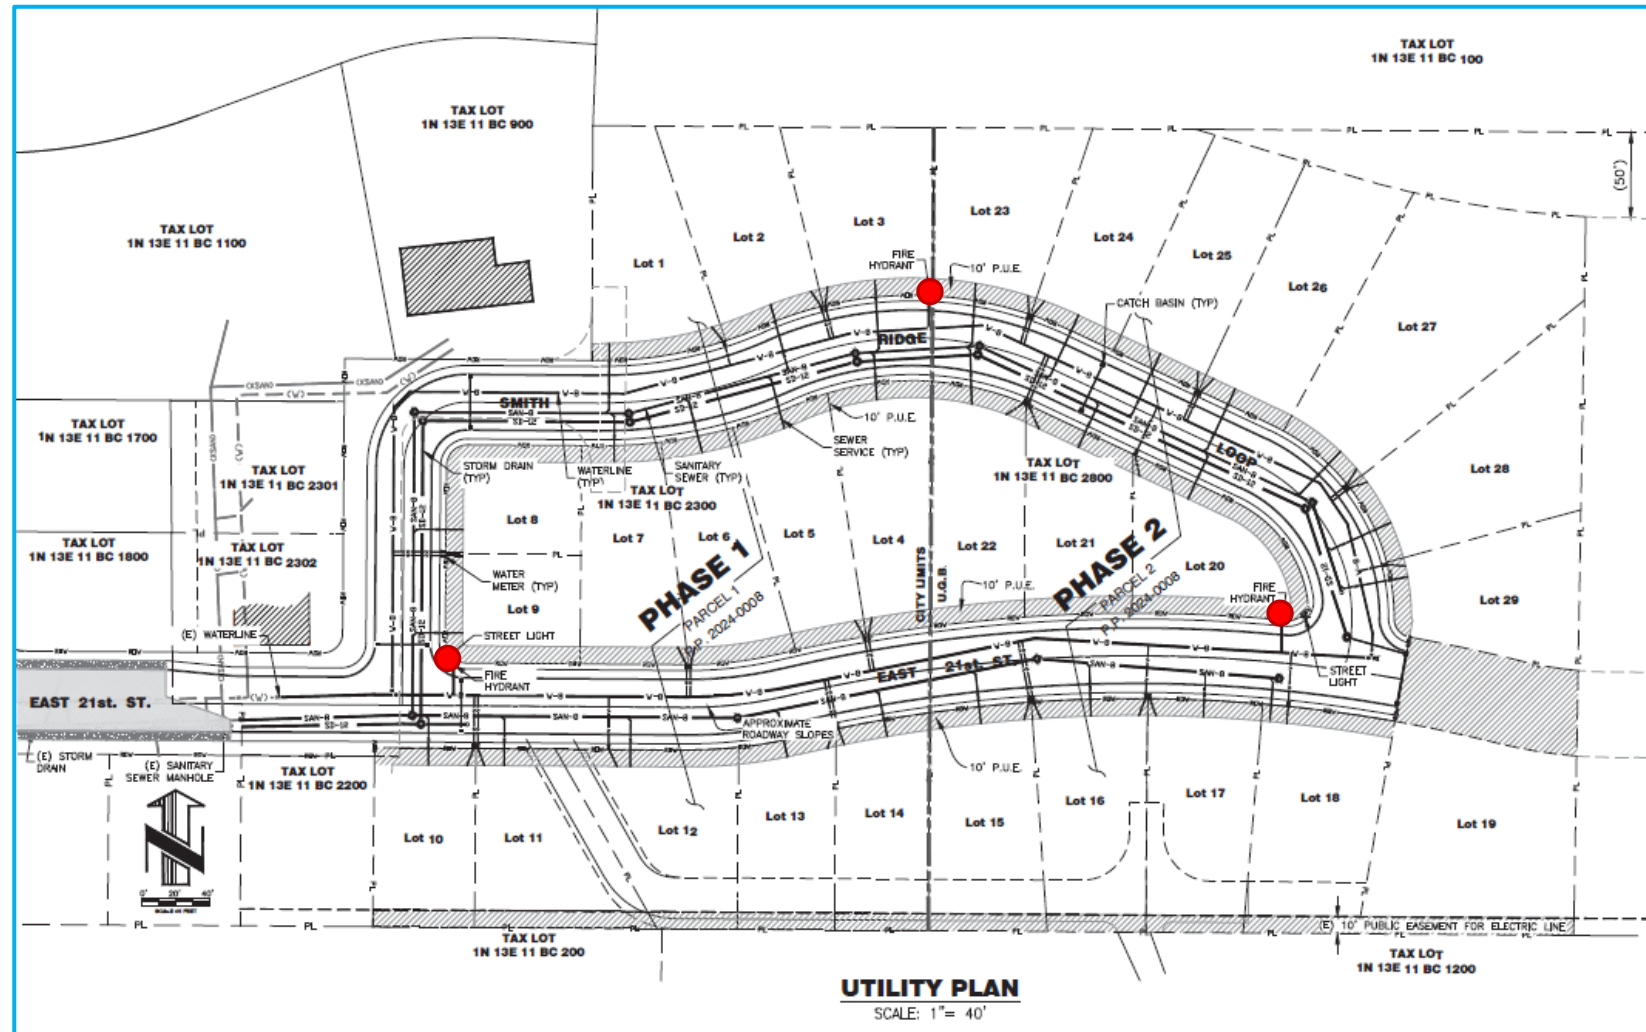 TAX LOT
1N 13E 11 BC 100
TAX LOT
1N 13E 11 BC 900
TAX LOT
1N 13E 11 BC 1100
(50')
Lot 1
Lot 2
Lot 3
Lot 23
Lot 24
Lot 25
Lot 26
Lot 27
Lot 28
Lot 29
FIRE
HYDRANT
10' P.U.E.
CATCH BASIN (TYP)
SMITH
RIDGE
LOOP
10' P.U.E.
SEWER
SERVICE (TYP)
STORM DRAIN
(TYP)
WATERLINE
(TYP)
SANITARY
SEWER (TYP)
TAX LOT
1N 13E 11 BC 1700
TAX LOT
1N 13E 11 BC 2301
TAX LOT
1N 13E 11 BC 2300
TAX LOT
1N 13E 11 BC 2800
TAX LOT
1N 13E 11 BC 1800
TAX LOT
1N 13E 11 BC 2302
Lot 8
Lot 7
Lot 6
Lot 5
Lot 4
Lot 22
Lot 21
Lot 20
Lot 9
WATER
METER (TYP)
PHASE 1
PARCEL 1
P.P. 2024-0008
CITY LIMITS
U.G.B.
PHASE 2
PARCEL 2
P.P. 2024-0008
10' P.U.E.
FIRE
HYDRANT
(E) WATERLINE
STREET LIGHT
FIRE
HYDRANT
STREET
LIGHT
EAST 21st. ST.
EAST 21st. ST.
APPROXIMATE
ROADWAY SLOPES
(E) STORM
DRAIN
(E) SANITARY
SEWER MANHOLE
TAX LOT
1N 13E 11 BC 2200
10' P.U.E.
Lot 10
Lot 11
Lot 12
Lot 13
Lot 14
Lot 15
Lot 16
Lot 17
Lot 18
Lot 19
0' 20' 40'
SCALE IN FEET
(E) 10' PUBLIC EASEMENT FOR ELECTRIC LINE
TAX LOT
1N 13E 11 BC 200
TAX LOT
1N 13E 11 BC 1200
UTILITY PLAN
SCALE: 1"= 40'